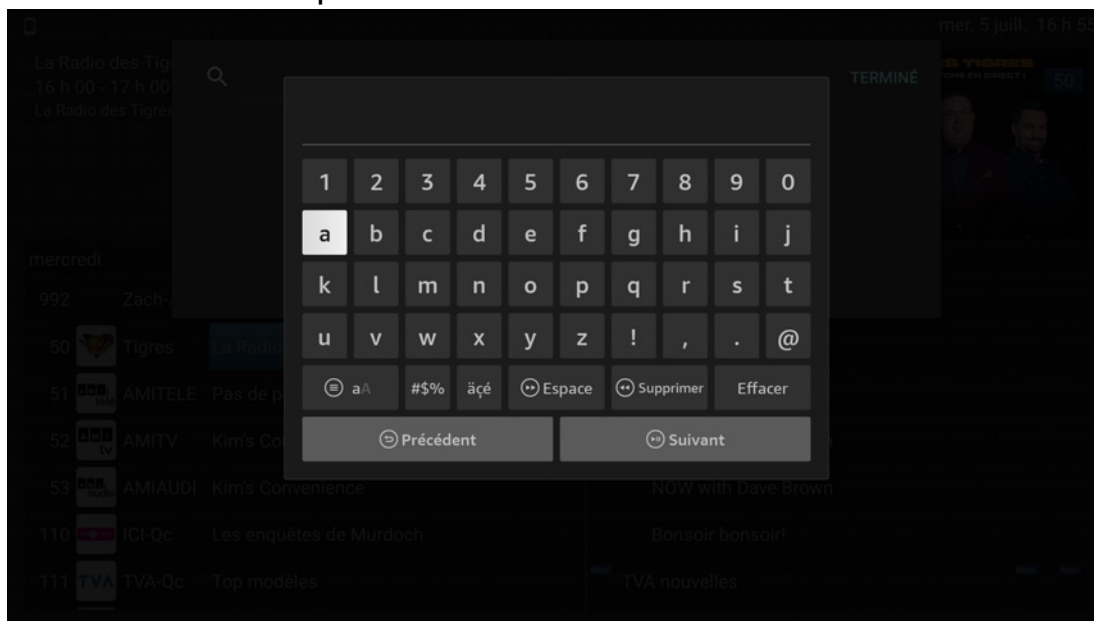 mer. 5 juill. 16 h 55
La Radio des Tig
16 h 00 - 17 h 00
La Radio des Tigres
TERMINÉ
50
1 2 3 4 5 6 7 8 9 0
a b c d e f g h i j
k l m n o p q r s t
u v w x y z ! , . @
aA #$% äçé Espace Supprimer Effacer
Précédent Suivant
mercredi
992 Zach-
50 Tigres La Radio
51 AMITELE Pas de p
52 AMITV Kim's Co
53 AMIAUDI Kim's Convenience NOW with Dave Brown
110 ICI-Qc Les enquêtes de Murdoch Bonsoir bonsoir!
111 TVA TVA-Qc Top modèles TVA nouvelles